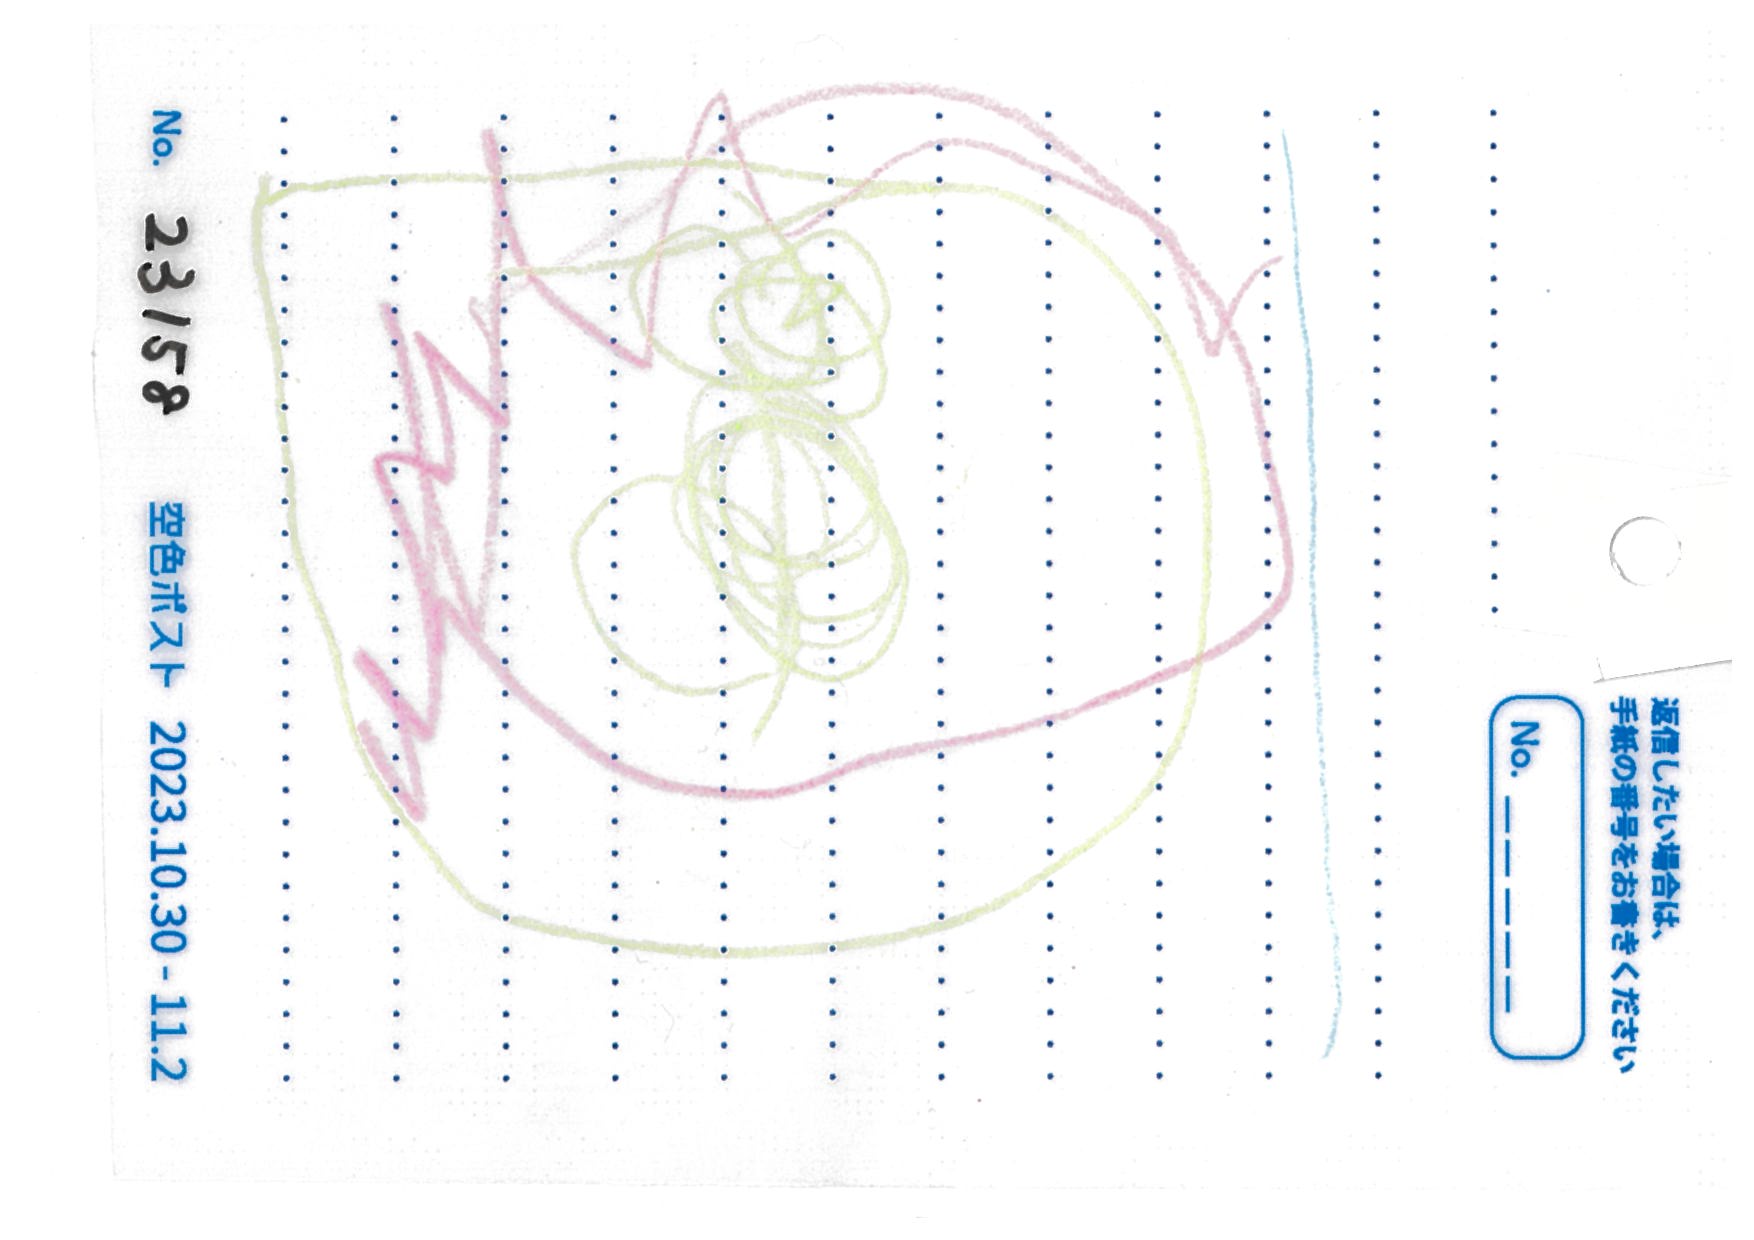 返信したい場合は、
手紙の番号をお書きください
No. _ _ _ _ _
No. 23158 空色ポスト 2023.10.30 - 11.2